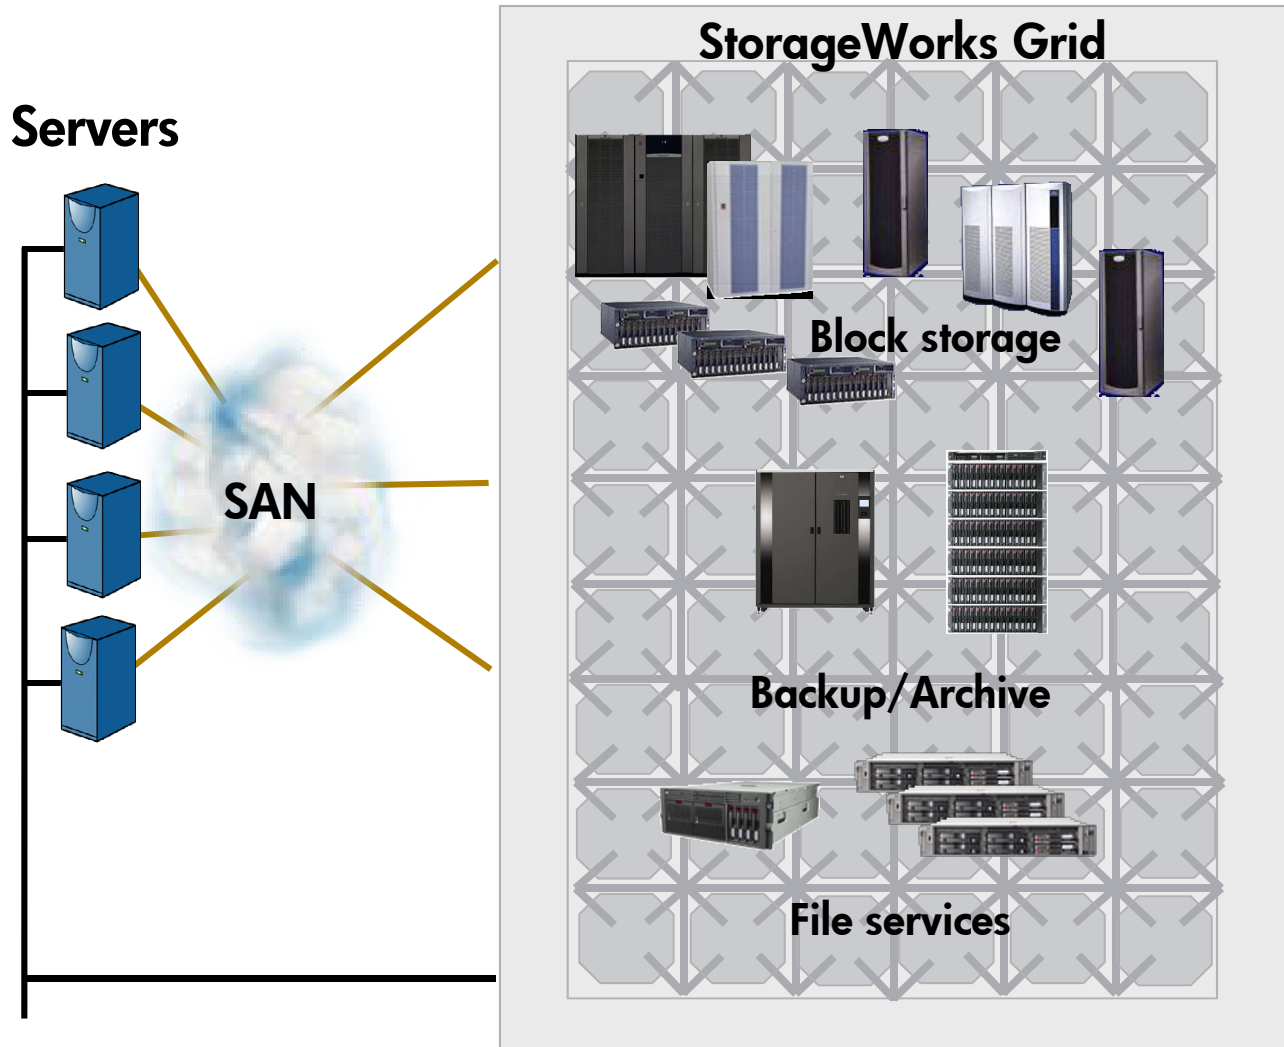 StorageWorks Grid
Servers
Block storage
SAN
Backup/Archive
File services